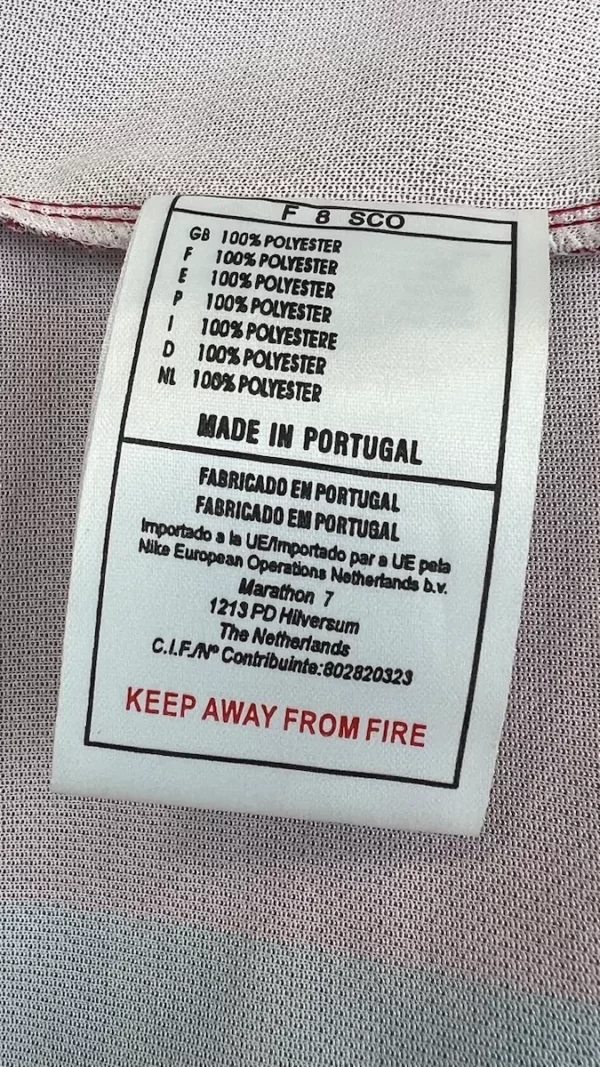 F 8 SCO
GB 100% POLYESTER
F 100% POLYESTER
E 100% POLYESTER
P 100% POLYESTER
I 100% POLYESTERE
D 100% POLYESTER
NL 100% POLYESTER
MADE IN PORTUGAL
FABRICADO EN PORTUGAL
FABRICADO EM PORTUGAL
Importado a la UE/Importado par a UE pela
Nike European Operations Netherlands b.v.
Marathon 7
1213 PD Hilversum
The Netherlands
C.I.F./Nº Contribuinte:802820323
KEEP AWAY FROM FIRE